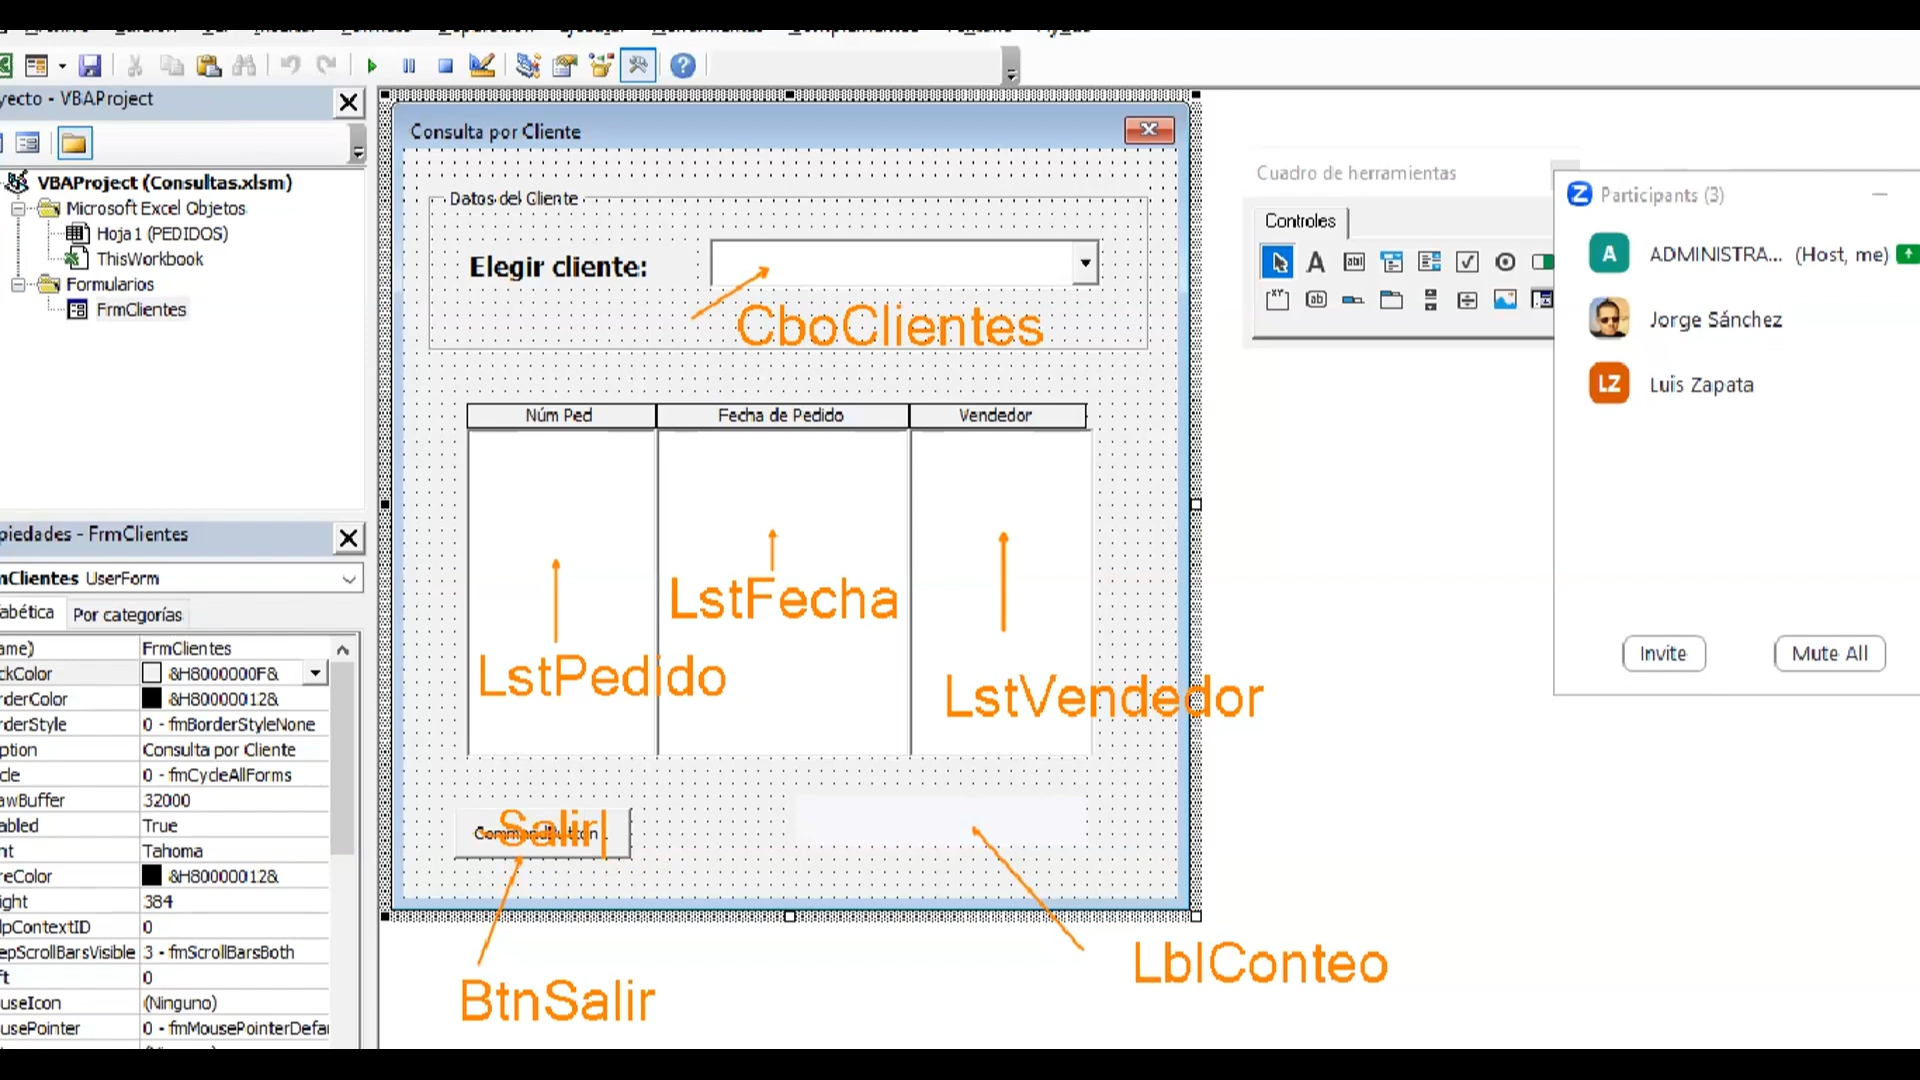 yecto - VBAProject
VBAProject (Consultas.xlsm)
Microsoft Excel Objetos
Hoja1 (PEDIDOS)
ThisWorkbook
Formularios
FrmClientes
piedades - FrmClientes
nClientes UserForm
abética
Por categorías
ame) FrmClientes
ckColor &H8000000F&
rderColor &H80000012&
rderStyle 0 - fmBorderStyleNone
ption Consulta por Cliente
cle 0 - fmCycleAllForms
awBuffer 32000
abled True
nt Tahoma
reColor &H80000012&
ight 384
lpContextID 0
epScrollBarsVisible 3 - fmScrollBarsBoth
ft 0
useIcon (Ninguno)
usePointer 0 - fmMousePointerDefau
Consulta por Cliente
Datos del Cliente
Elegir cliente:
CboClientes
Núm Ped
Fecha de Pedido
Vendedor
LstFecha
LstPedido
LstVendedor
Salir
LblConteo
BtnSalir
Cuadro de herramientas
Controles
Participants (3)
A
ADMINISTRA... (Host, me)
Jorge Sánchez
LZ
Luis Zapata
Invite
Mute All